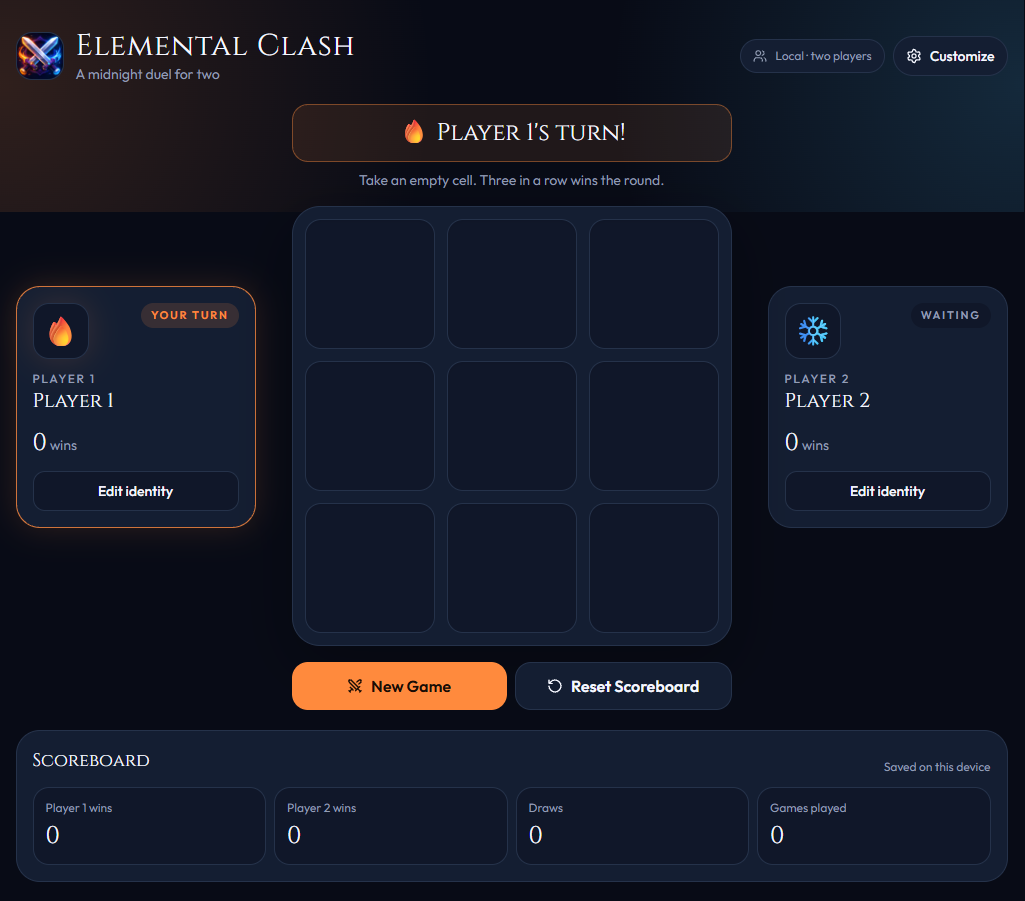 Elemental Clash
A midnight duel for two
Local · two players
Customize
Player 1's turn!
Take an empty cell. Three in a row wins the round.
YOUR TURN
PLAYER 1
Player 1
0 wins
Edit identity
WAITING
PLAYER 2
Player 2
0 wins
Edit identity
New Game
Reset Scoreboard
Scoreboard
Saved on this device
Player 1 wins
0
Player 2 wins
0
Draws
0
Games played
0